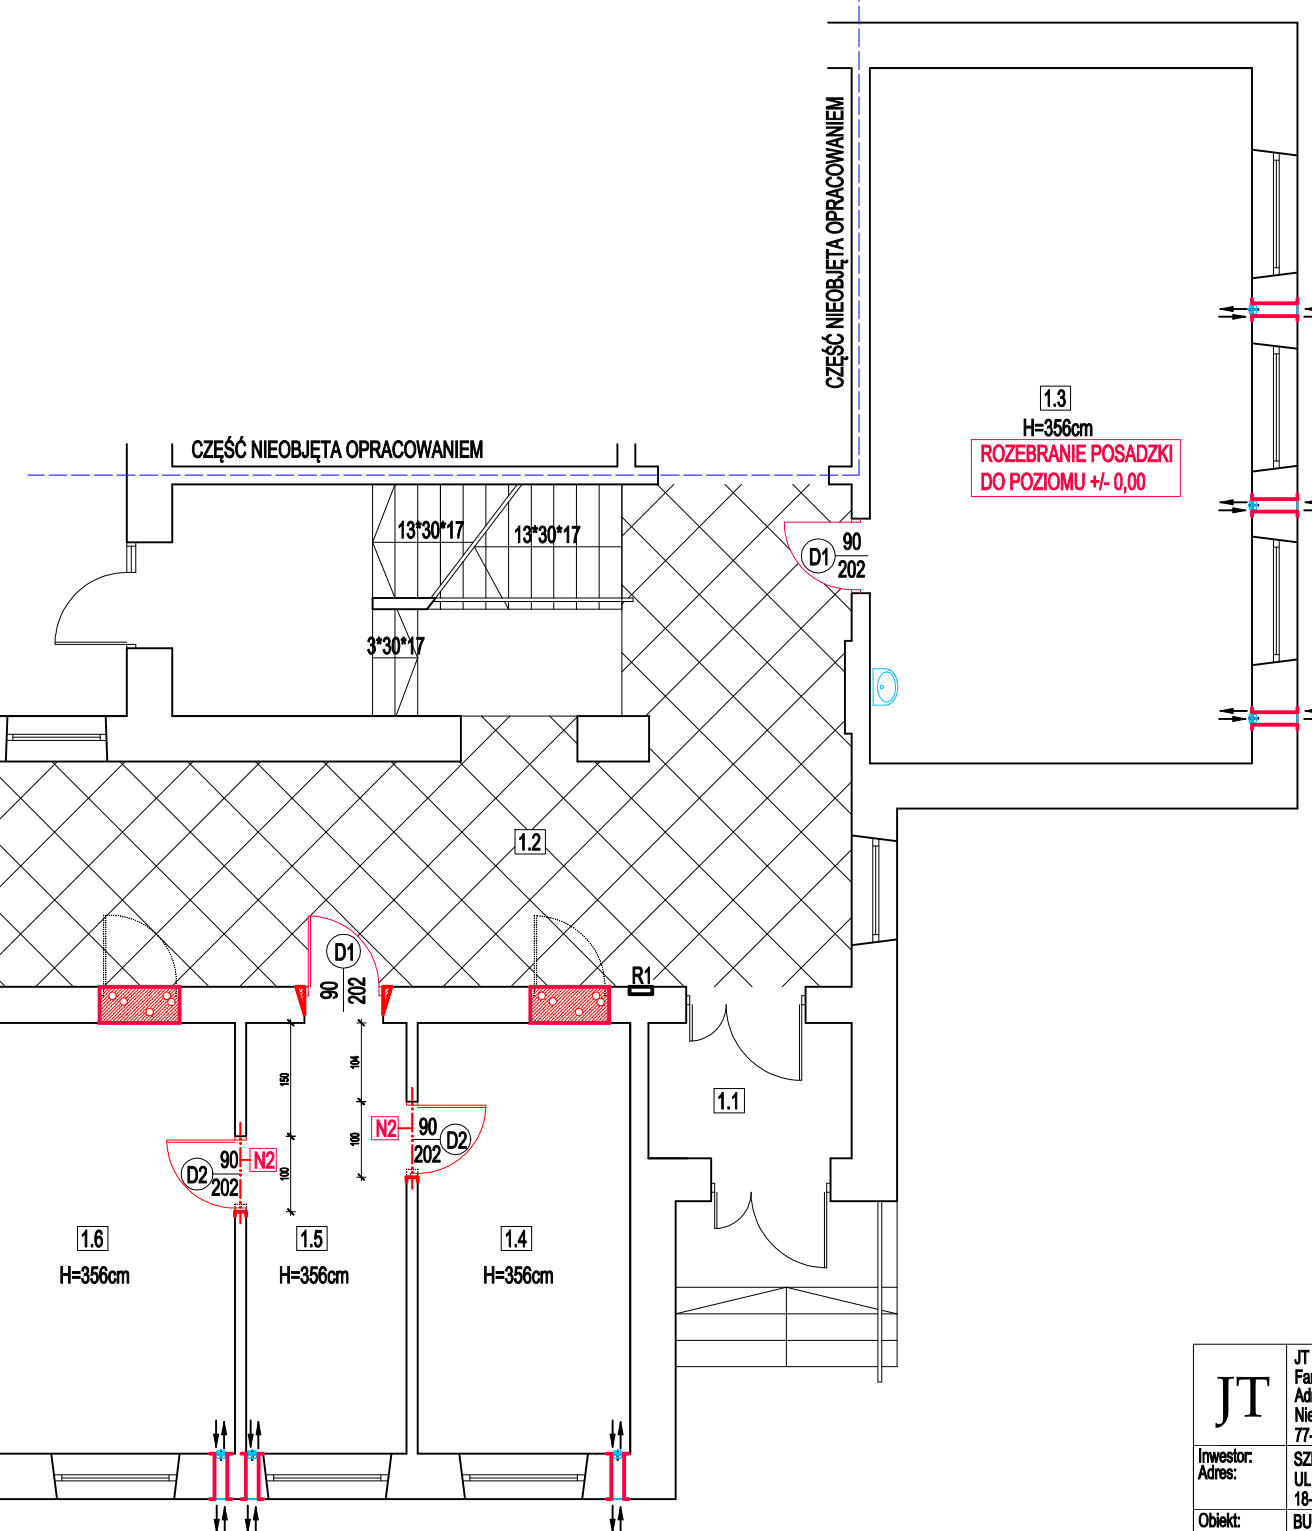 CZĘŚĆ NIEOBJĘTA OPRACOWANIEM
CZĘŚĆ NIEOBJĘTA OPRACOWANIEM
1.3
H=356cm
ROZEBRANIE POSADZKI
DO POZIOMU +/- 0,00
13*30*17
13*30*17
3*30*17
D1
90
202
1.2
D1
90
202
R1
150
100
104
100
N2
90
202
D2
N2
90
202
D2
1.1
1.6
H=356cm
1.5
H=356cm
1.4
H=356cm
JT
JT
Inwestor:
Adres:
UL
18-
Obiekt:
77-